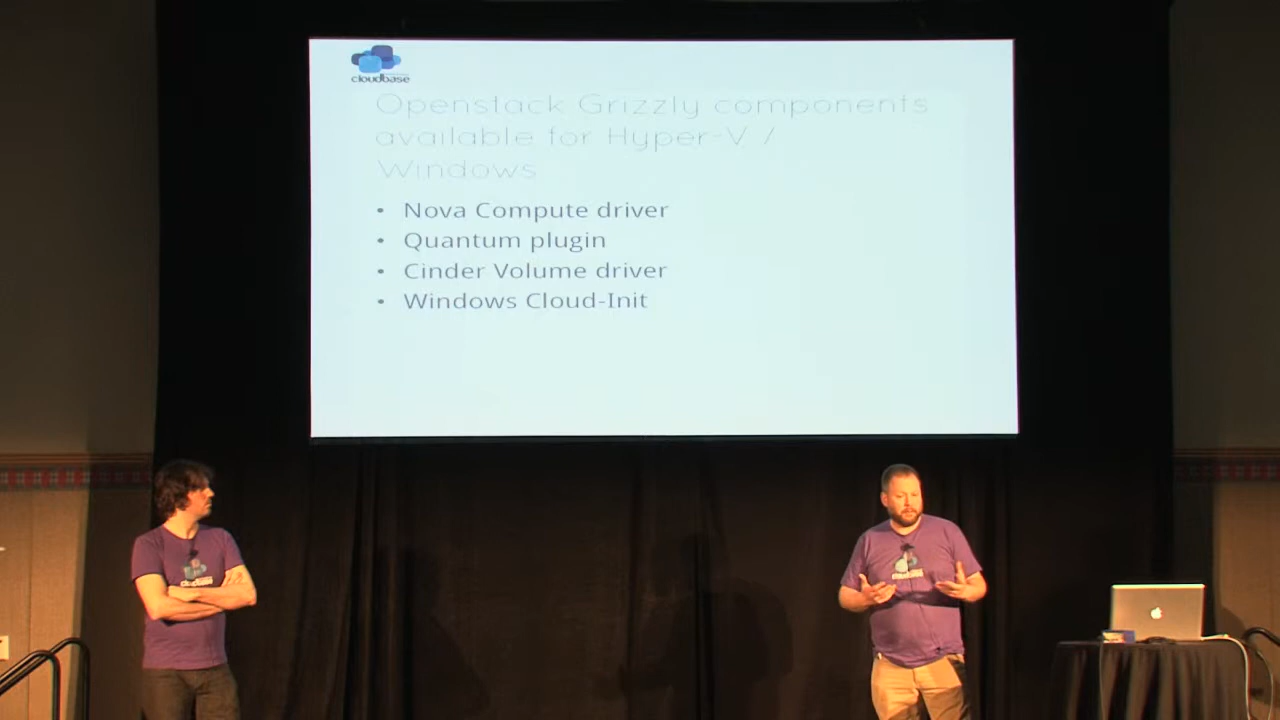 cloudbase
Openstack Grizzly components
available for Hyper-V /
Windows
• Nova Compute driver
• Quantum plugin
• Cinder Volume driver
• Windows Cloud-Init